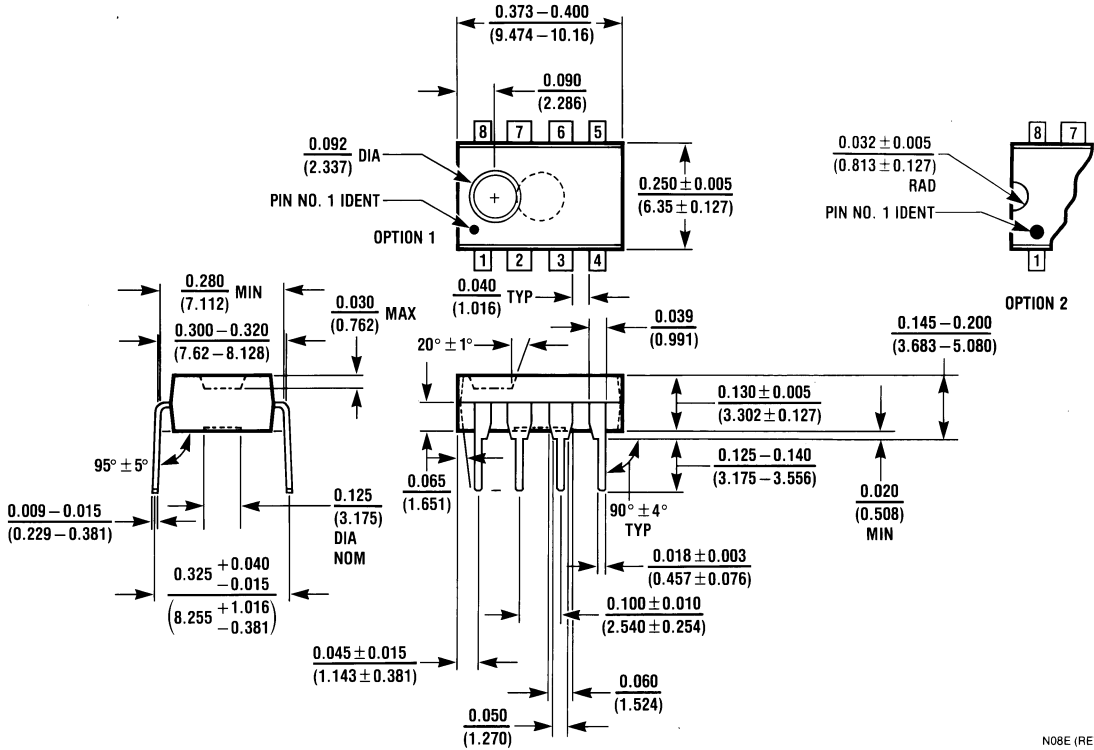 0.373 – 0.400
(9.474 – 10.16)
0.090
(2.286)
8 7 6 5
0.092 DIA
(2.337)
PIN NO. 1 IDENT
OPTION 1
1 2 3 4
0.250 ± 0.005
(6.35 ± 0.127)
8 7
0.032 ± 0.005
(0.813 ± 0.127)
RAD
PIN NO. 1 IDENT
1
OPTION 2
0.280 MIN
(7.112)
0.300 – 0.320
(7.62 – 8.128)
0.030 MAX
(0.762)
0.040 TYP
(1.016)
20° ± 1°
0.039
(0.991)
0.145 – 0.200
(3.683 – 5.080)
0.130 ± 0.005
(3.302 ± 0.127)
0.125 – 0.140
(3.175 – 3.556)
0.020
(0.508)
MIN
95° ± 5°
0.009 – 0.015
(0.229 – 0.381)
0.125
(3.175)
DIA
NOM
0.065
(1.651)
90° ± 4°
TYP
0.325 +0.040
–0.015
(8.255 +1.016
–0.381)
0.018 ± 0.003
(0.457 ± 0.076)
0.100 ± 0.010
(2.540 ± 0.254)
0.045 ± 0.015
(1.143 ± 0.381)
0.060
(1.524)
0.050
(1.270)
N08E (RE